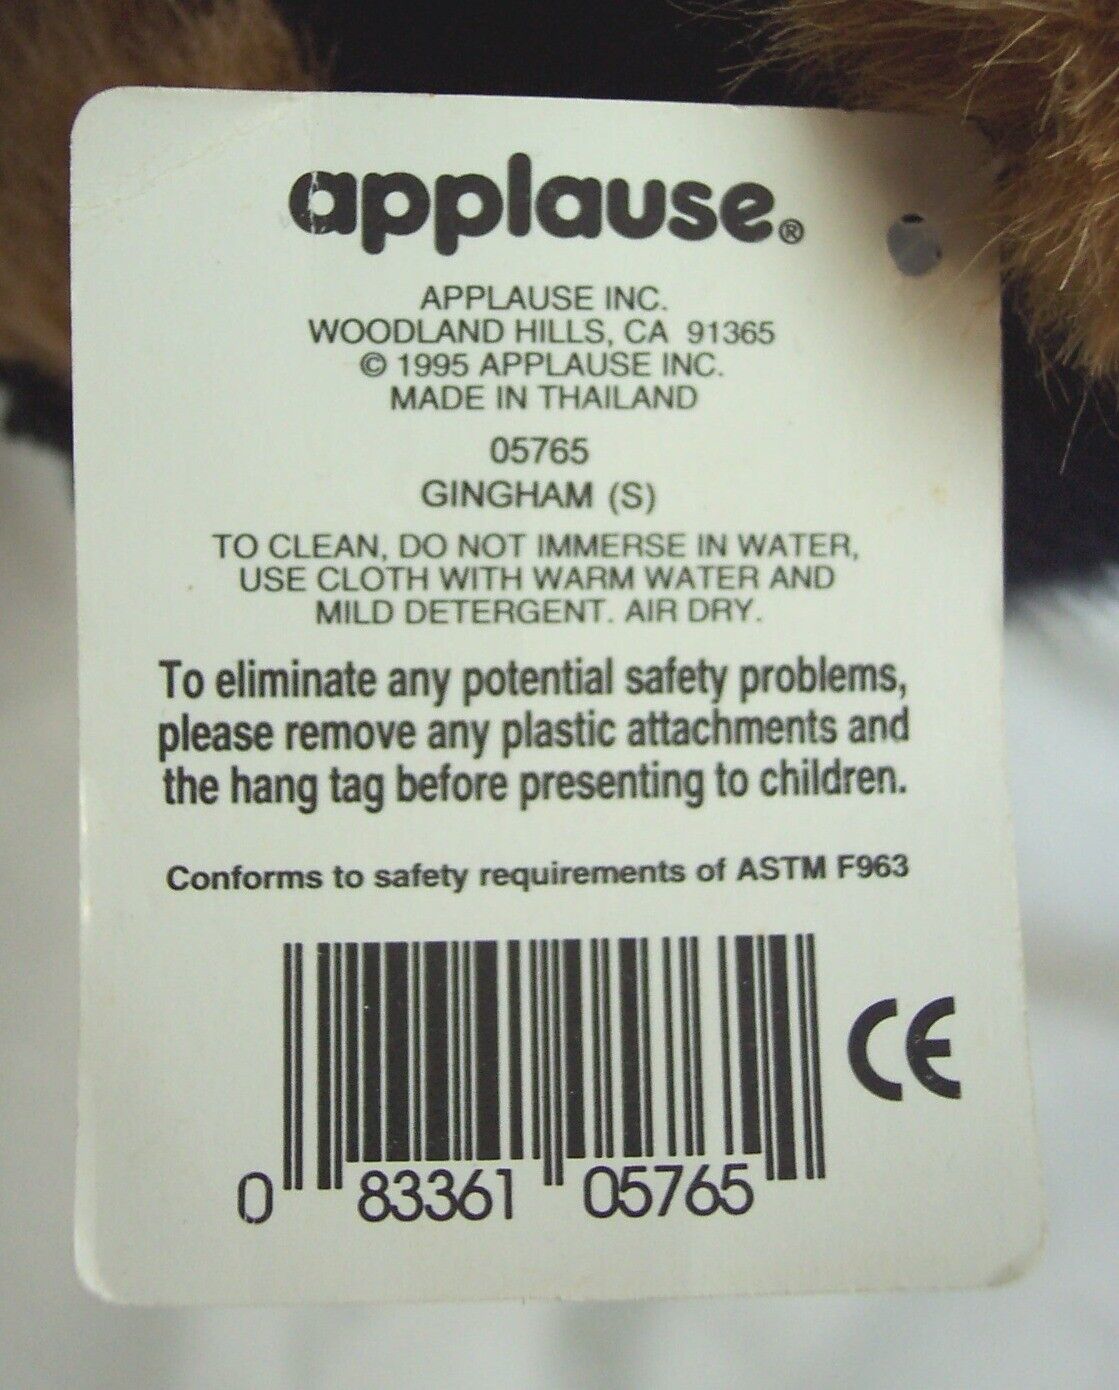 applause®
APPLAUSE INC.
WOODLAND HILLS, CA 91365
© 1995 APPLAUSE INC.
MADE IN THAILAND
05765
GINGHAM (S)
TO CLEAN, DO NOT IMMERSE IN WATER,
USE CLOTH WITH WARM WATER AND
MILD DETERGENT. AIR DRY.
To eliminate any potential safety problems,
please remove any plastic attachments and
the hang tag before presenting to children.
Conforms to safety requirements of ASTM F963
CE
0 83361 05765